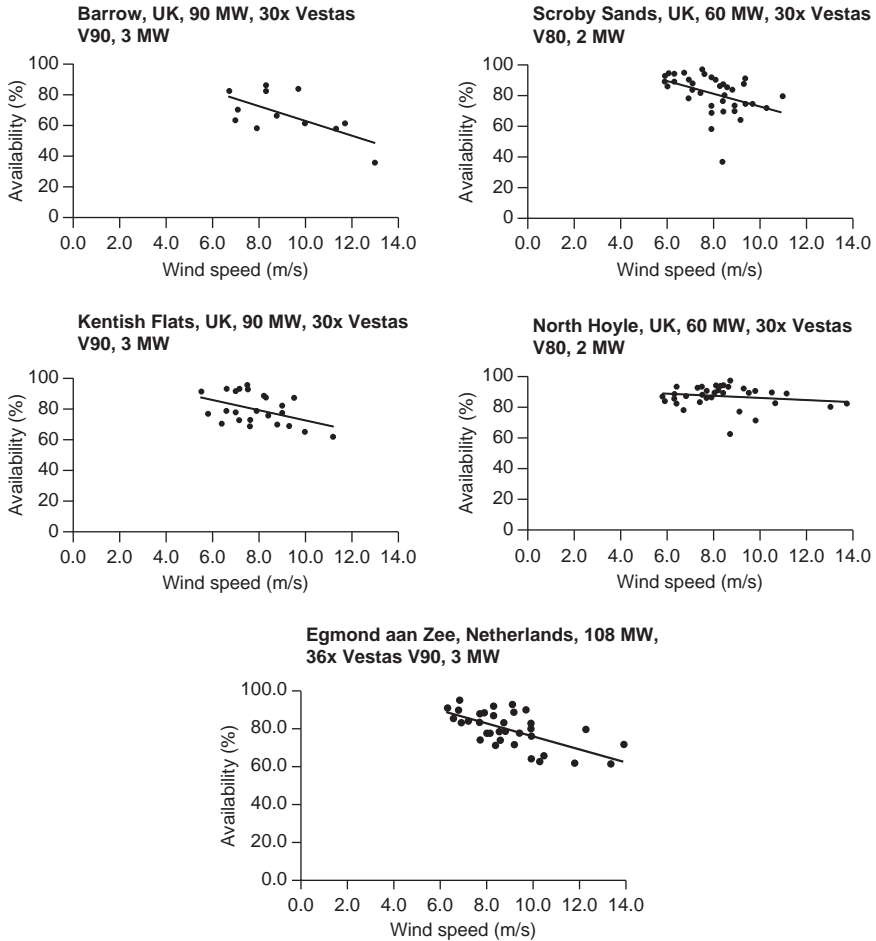 Barrow, UK, 90 MW, 30x Vestas
V90, 3 MW
100
80
60
40
20
0
Availability (%)
0.0 2.0 4.0 6.0 8.0 10.0 12.0 14.0
Wind speed (m/s)
Scroby Sands, UK, 60 MW, 30x Vestas
V80, 2 MW
100
80
60
40
20
0
Availability (%)
0.0 2.0 4.0 6.0 8.0 10.0 12.0 14.0
Wind speed (m/s)
Kentish Flats, UK, 90 MW, 30x Vestas
V90, 3 MW
100
80
60
40
20
0
Availability (%)
0.0 2.0 4.0 6.0 8.0 10.0 12.0 14.0
Wind speed (m/s)
North Hoyle, UK, 60 MW, 30x Vestas
V80, 2 MW
100
80
60
40
20
0
Availability (%)
0.0 2.0 4.0 6.0 8.0 10.0 12.0 14.0
Wind speed (m/s)
Egmond aan Zee, Netherlands, 108 MW,
36x Vestas V90, 3 MW
100.0
80.0
60.0
40.0
20.0
0.0
Availability (%)
0.0 2.0 4.0 6.0 8.0 10.0 12.0 14.0
Wind speed (m/s)